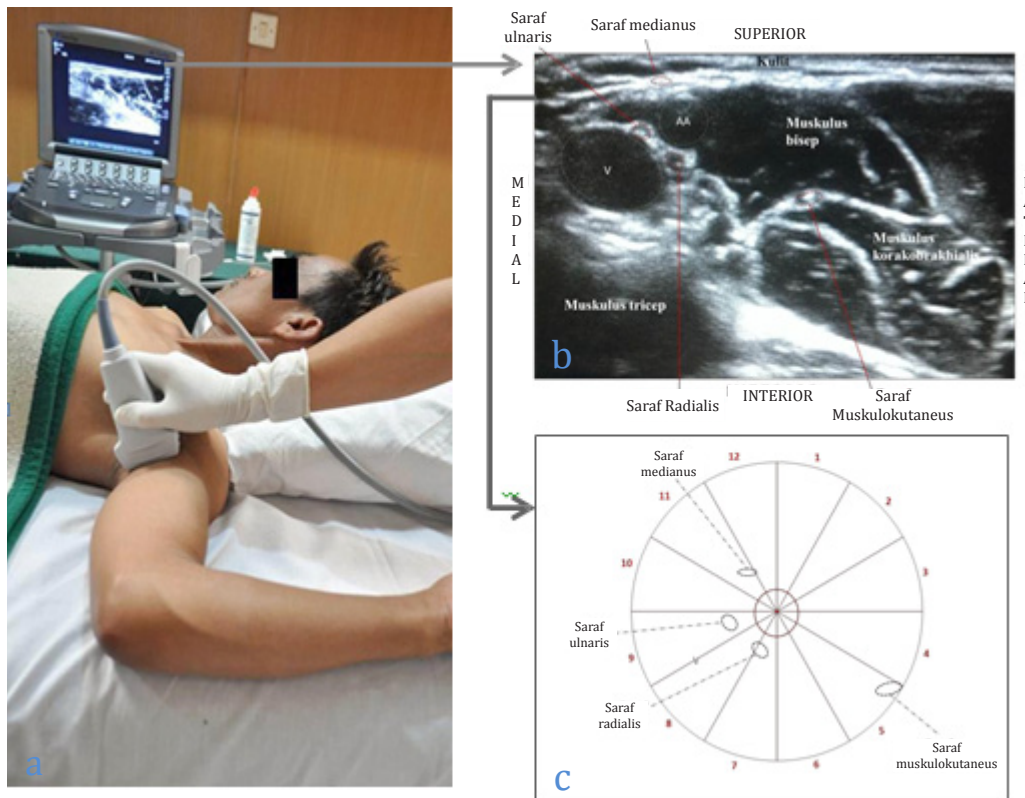 Saraf
ulnaris
Saraf medianus
SUPERIOR
Kulit
AA
Muskulus
bisep
V
M
E
D
I
A
L
Muskulus
korakobrakhialis
Muskulus tricep
b
Saraf Radialis
INTERIOR
Saraf
Muskulokutaneus
a
Saraf
medianus
12
1
11
2
10
3
Saraf
ulnaris
9
4
V
Saraf
radialis
8
5
7
6
Saraf
muskulokutaneus
c